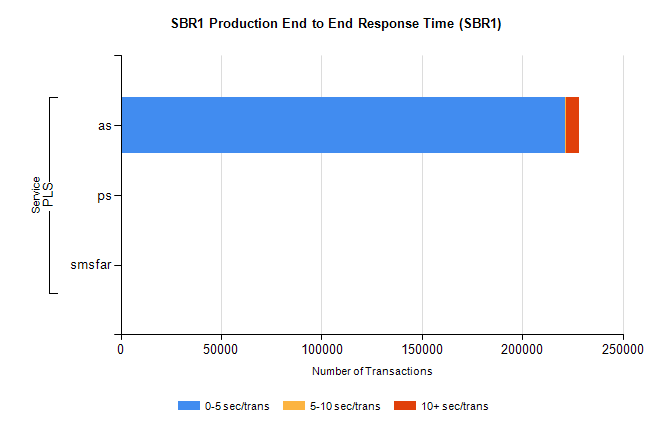 SBR1 Production End to End Response Time (SBR1)
Service
PLS
as
ps
smsfar
0 50000 100000 150000 200000 250000
Number of Transactions
0-5 sec/trans 5-10 sec/trans 10+ sec/trans